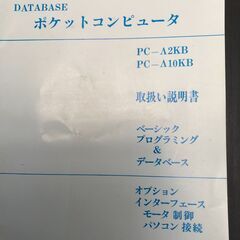 DATABASE
ポケットコンピュータ
PC－A2KB
PC－A10KB
取扱い説明書
ベーシック
プログラミング
&
データベース
オプション
インターフェース
モータ制御
パソコン接続